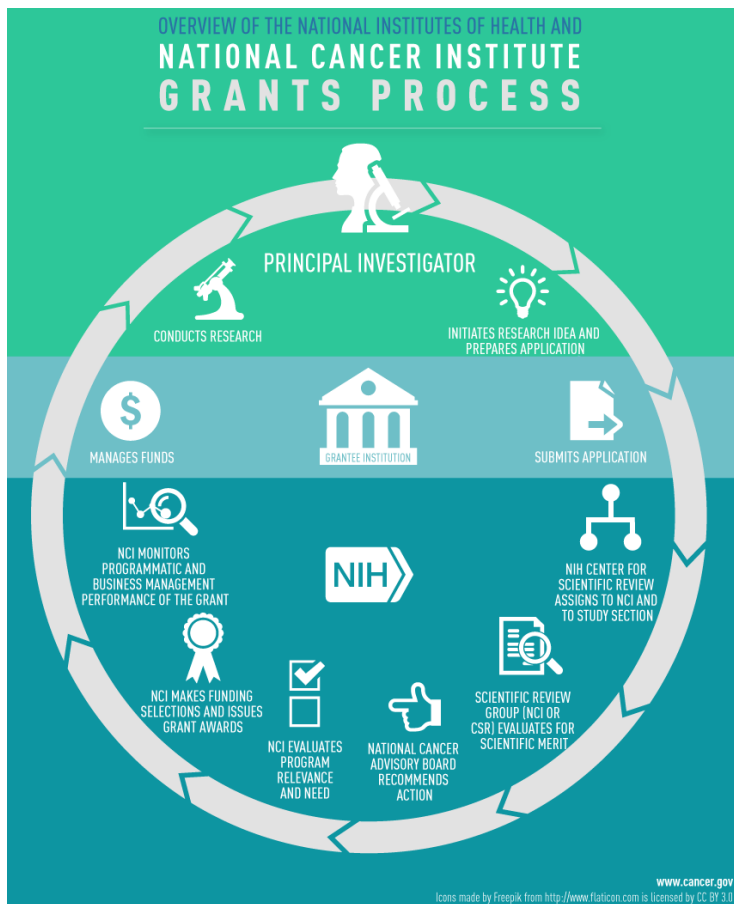 OVERVIEW OF THE NATIONAL INSTITUTES OF HEALTH AND
NATIONAL CANCER INSTITUTE
GRANTS PROCESS
PRINCIPAL INVESTIGATOR
INITIATES RESEARCH IDEA AND
PREPARES APPLICATION
SUBMITS APPLICATION
NIH CENTER FOR
SCIENTIFIC REVIEW
ASSIGNS TO NCI AND
TO STUDY SECTION
SCIENTIFIC REVIEW
GROUP (NCI OR
CSR) EVALUATES FOR
SCIENTIFIC MERIT
NATIONAL CANCER
ADVISORY BOARD
RECOMMENDS
ACTION
NCI EVALUATES
PROGRAM
RELEVANCE
AND NEED
NCI MAKES FUNDING
SELECTIONS AND ISSUES
GRANT AWARDS
NCI MONITORS
PROGRAMMATIC AND
BUSINESS MANAGEMENT
PERFORMANCE OF THE GRANT
$
MANAGES FUNDS
CONDUCTS RESEARCH
GRANTEE INSTITUTION
NIH
www.cancer.gov
Icons made by Freepik from http://www.flaticon.com is licensed by CC BY 3.0